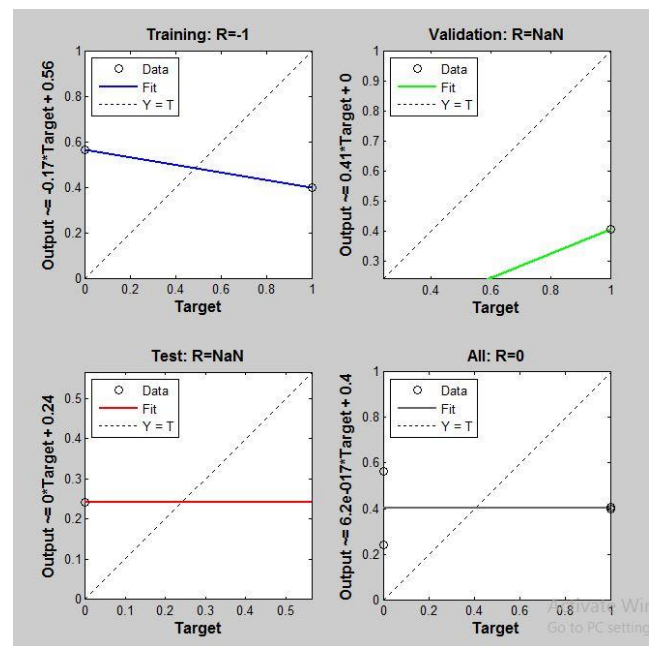 Training: R=-1
Output ~= -0.17*Target + 0.56
1
0.8
0.6
0.4
0.2
0
Data
Fit
Y = T
0 0.2 0.4 0.6 0.8 1
Target
Validation: R=NaN
Output ~= 0.41*Target + 0
1
0.9
0.8
0.7
0.6
0.5
0.4
0.3
Data
Fit
Y = T
0.4 0.6 0.8 1
Target
Test: R=NaN
Output ~= 0*Target + 0.24
0.5
0.4
0.3
0.2
0.1
0
Data
Fit
Y = T
0 0.1 0.2 0.3 0.4 0.5
Target
All: R=0
Output ~= 6.2e-017*Target + 0.4
1
0.8
0.6
0.4
0.2
0
Data
Fit
Y = T
0 0.2 0.4 0.6 0.8 1
Target
Activate Win
Go to PC setting